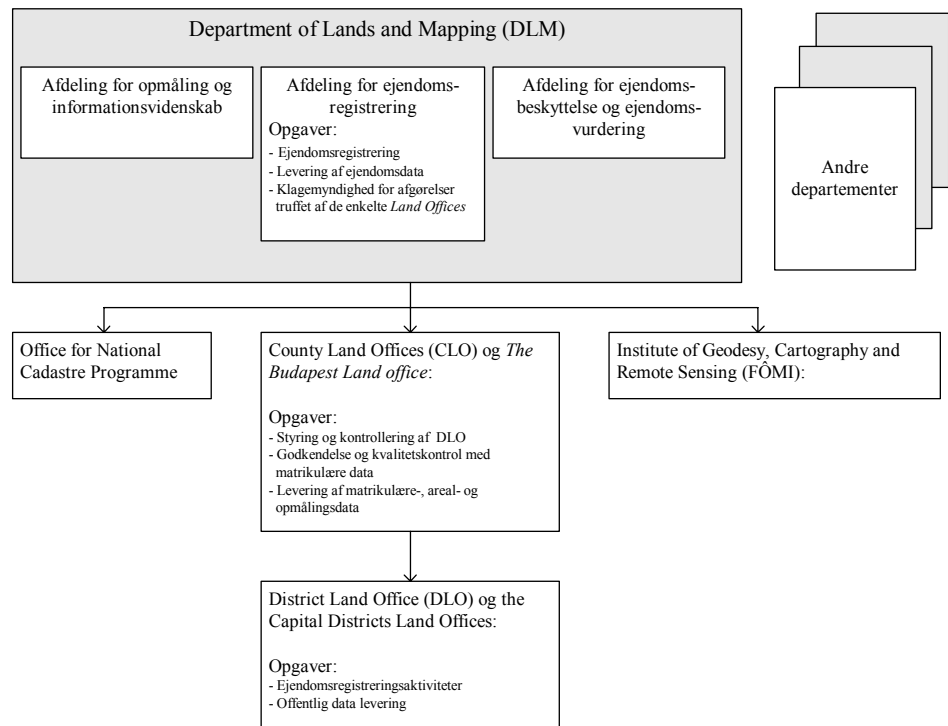 Department of Lands and Mapping (DLM)
Afdeling for opmåling og
informationsvidenskab
Afdeling for ejendoms-
registrering
Opgaver:
- Ejendomsregistrering
- Levering af ejendomsdata
- Klagemyndighed for afgørelser
truffet af de enkelte Land Offices
Afdeling for ejendoms-
beskyttelse og ejendoms-
vurdering
Andre
departementer
Office for National
Cadastre Programme
County Land Offices (CLO) og The
Budapest Land office:
Opgaver:
- Styring og kontrollering af DLO
- Godkendelse og kvalitetskontrol med
matrikulære data
- Levering af matrikulære-, areal- og
opmålingsdata
Institute of Geodesy, Cartography and
Remote Sensing (FÔMI):
District Land Office (DLO) og the
Capital Districts Land Offices:
Opgaver:
- Ejendomsregistreringsaktiviteter
- Offentlig data levering